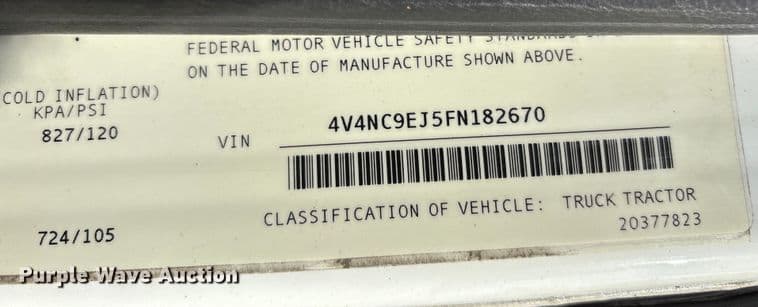 FEDERAL MOTOR VEHICLE SAFETY STANDARDS
ON THE DATE OF MANUFACTURE SHOWN ABOVE.
COLD INFLATION)
KPA/PSI
827/120
VIN 4V4NC9EJ5FN182670
CLASSIFICATION OF VEHICLE: TRUCK TRACTOR
20377823
724/105
Purple Wave Auction